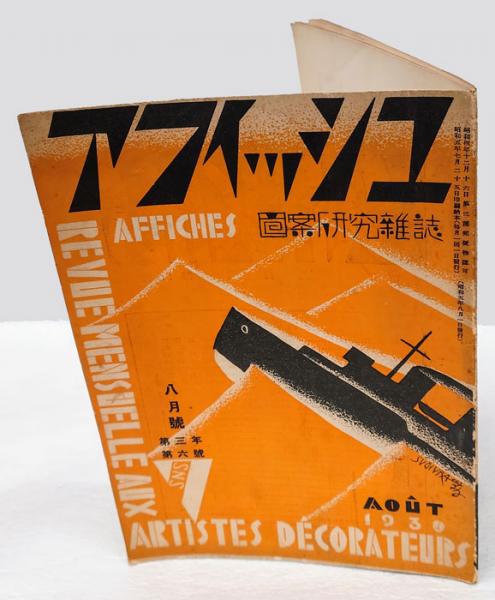 アフィッシュ
AFFICHES
圖案研究雜誌
REVUE·MENSUELLE AUX
ARTISTES DÉCORATEURS
八月號
第三年
第六號
AOÛT
1930